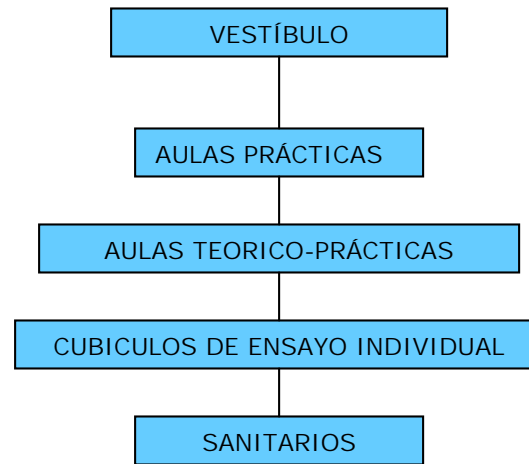 VESTÍBULO
AULAS PRÁCTICAS
AULAS TEORICO-PRÁCTICAS
CUBICULOS DE ENSAYO INDIVIDUAL
SANITARIOS